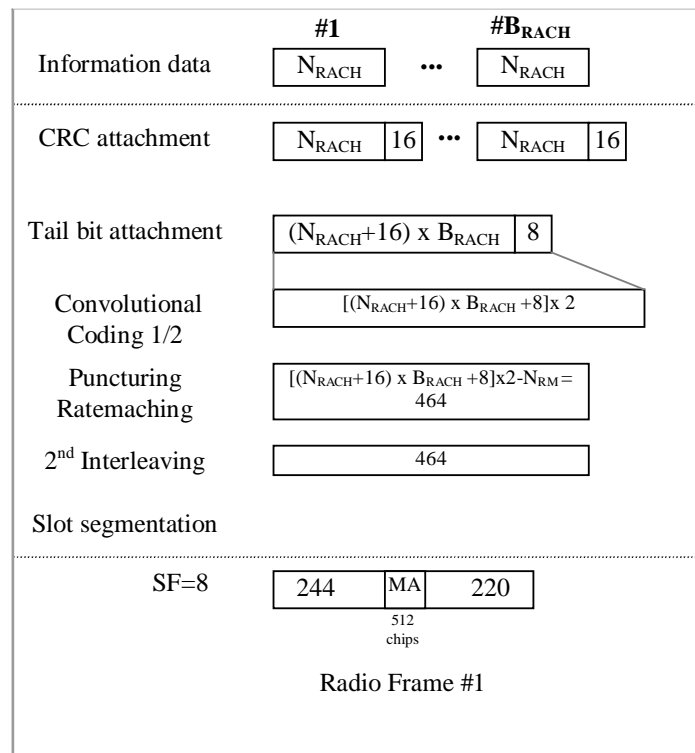 #1 #BRACH
Information data NRACH ... NRACH
CRC attachment NRACH 16 ... NRACH 16
Tail bit attachment (NRACH+16) x BRACH 8
Convolutional
Coding 1/2
[(NRACH+16) x BRACH +8]x 2
Puncturing
Ratemaching
[(NRACH+16) x BRACH +8]x2-NRM =
464
2nd Interleaving 464
Slot segmentation
SF=8 244 MA 220
512
chips
Radio Frame #1